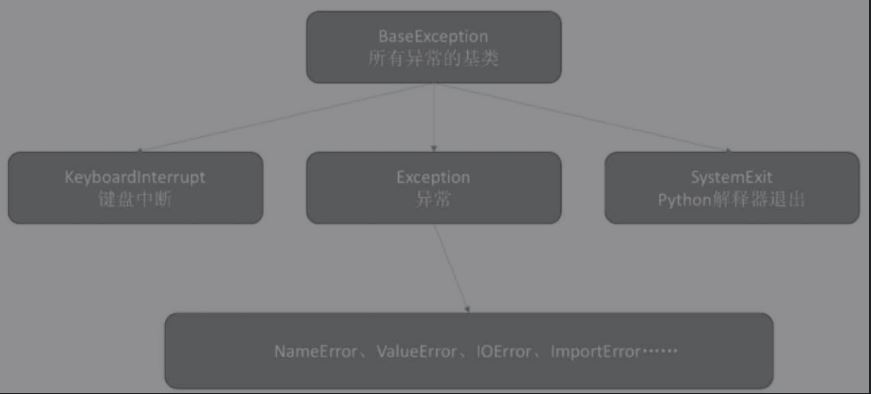 BaseException
所有异常的基类
KeyboardInterrupt
键盘中断
Exception
异常
SystemExit
Python解释器退出
NameError、ValueError、IOError、ImportError……